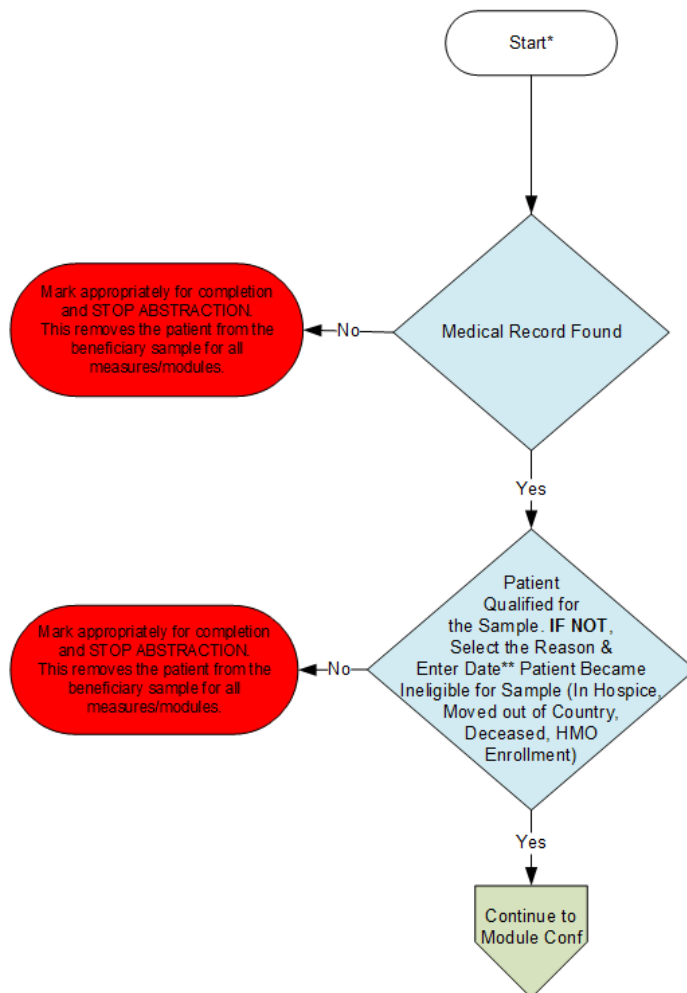 Start*
Medical Record Found
No
Mark appropriately for completion
and STOP ABSTRACTION.
This removes the patient from the
beneficiary sample for all
measures/modules.
Yes
Patient
Qualified for
the Sample. IF NOT,
Select the Reason &
Enter Date** Patient Became
Ineligible for Sample (In Hospice,
Moved out of Country,
Deceased, HMO
Enrollment)
No
Mark appropriately for completion
and STOP ABSTRACTION.
This removes the patient from the
beneficiary sample for all
measures/modules.
Yes
Continue to
Module Conf